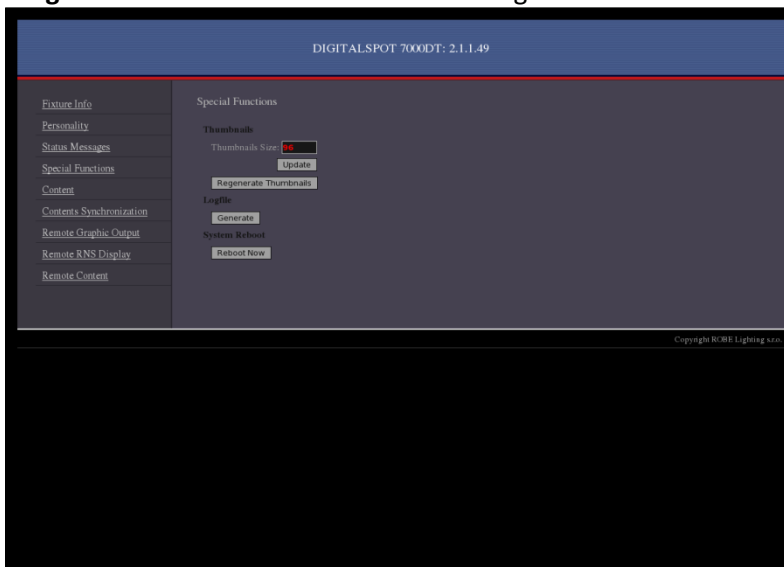 DIGITALSPOT 7000DT: 2.1.1.49
Fixture Info
Personality
Status Messages
Special Functions
Content
Contents Synchronization
Remote Graphic Output
Remote RNS Display
Remote Content
Special Functions
Thumbnails
Thumbnails Size: 96
Update
Regenerate Thumbnails
Logfile
Generate
System Reboot
Reboot Now
Copyright ROBE Lighting s.r.o.